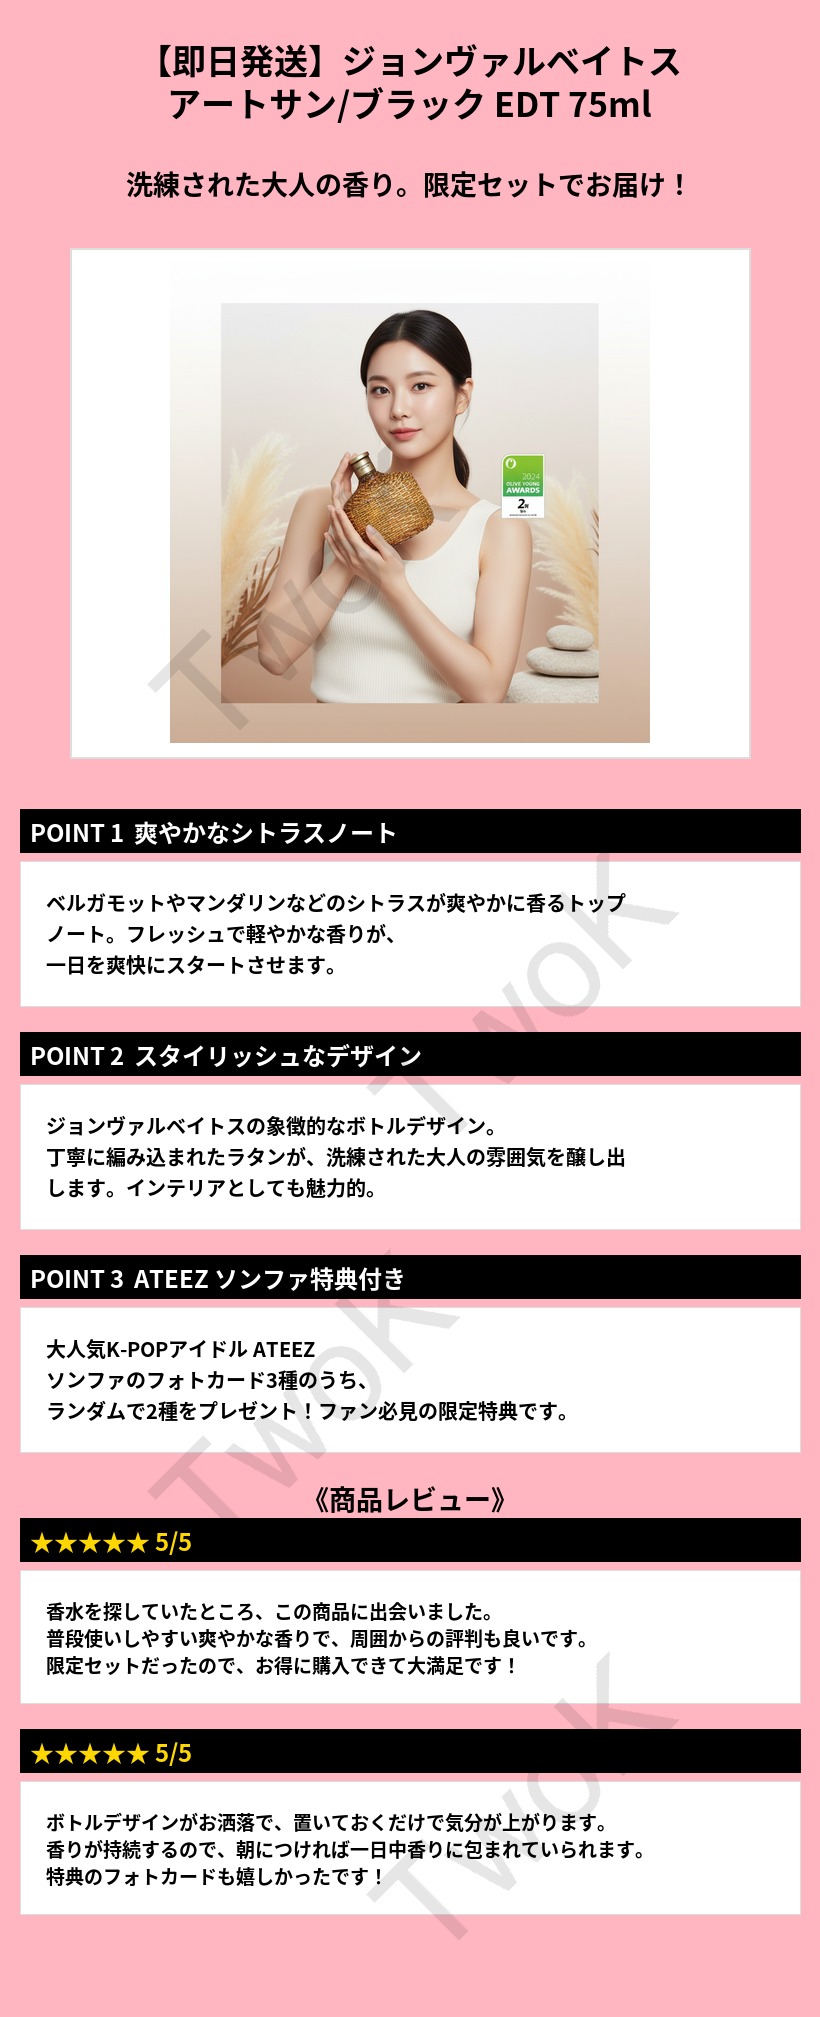 【即日発送】ジョンヴァルベイトス
アートサン/ブラック EDT 75ml
洗練された大人の香り。限定セットでお届け！
2024
OLIVE YOUNG
AWARDS
2위
POINT 1 爽やかなシトラスノート
ベルガモットやマンダリンなどのシトラスが爽やかに香るトップ
ノート。フレッシュで軽やかな香りが、
一日を爽快にスタートさせます。
POINT 2 スタイリッシュなデザイン
ジョンヴァルベイトスの象徴的なボトルデザイン。
丁寧に編み込まれたラタンが、洗練された大人の雰囲気を醸し出
します。インテリアとしても魅力的。
POINT 3 ATEEZ ソンファ特典付き
大人気K-POPアイドル ATEEZ
ソンファのフォトカード3種のうち、
ランダムで2種をプレゼント！ファン必見の限定特典です。
《商品レビュー》
★★★★★ 5/5
香水を探していたところ、この商品に出会いました。
普段使いしやすい爽やかな香りで、周囲からの評判も良いです。
限定セットだったので、お得に購入できて大満足です！
★★★★★ 5/5
ボトルデザインがお洒落で、置いておくだけで気分が上がります。
香りが持続するので、朝につければ一日中香りに包まれていられます。
特典のフォトカードも嬉しかったです！
TwoK
TwoK
TwoK
TwoK